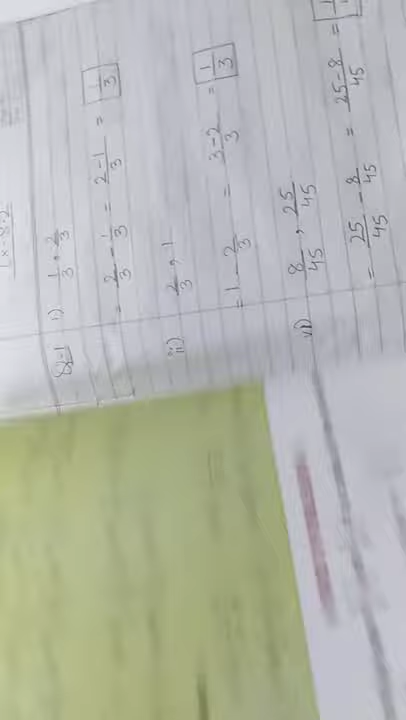 Q-1 i) 1/3, 2/3
= 2/3 - 1/3 = 2-1/3 = 1/3
ii) 2/3, 1
= 1 - 2/3 = 3-2/3 = 1/3
vi) 8/45, 25/45
= 25/45 - 8/45 = 25-8/45 =